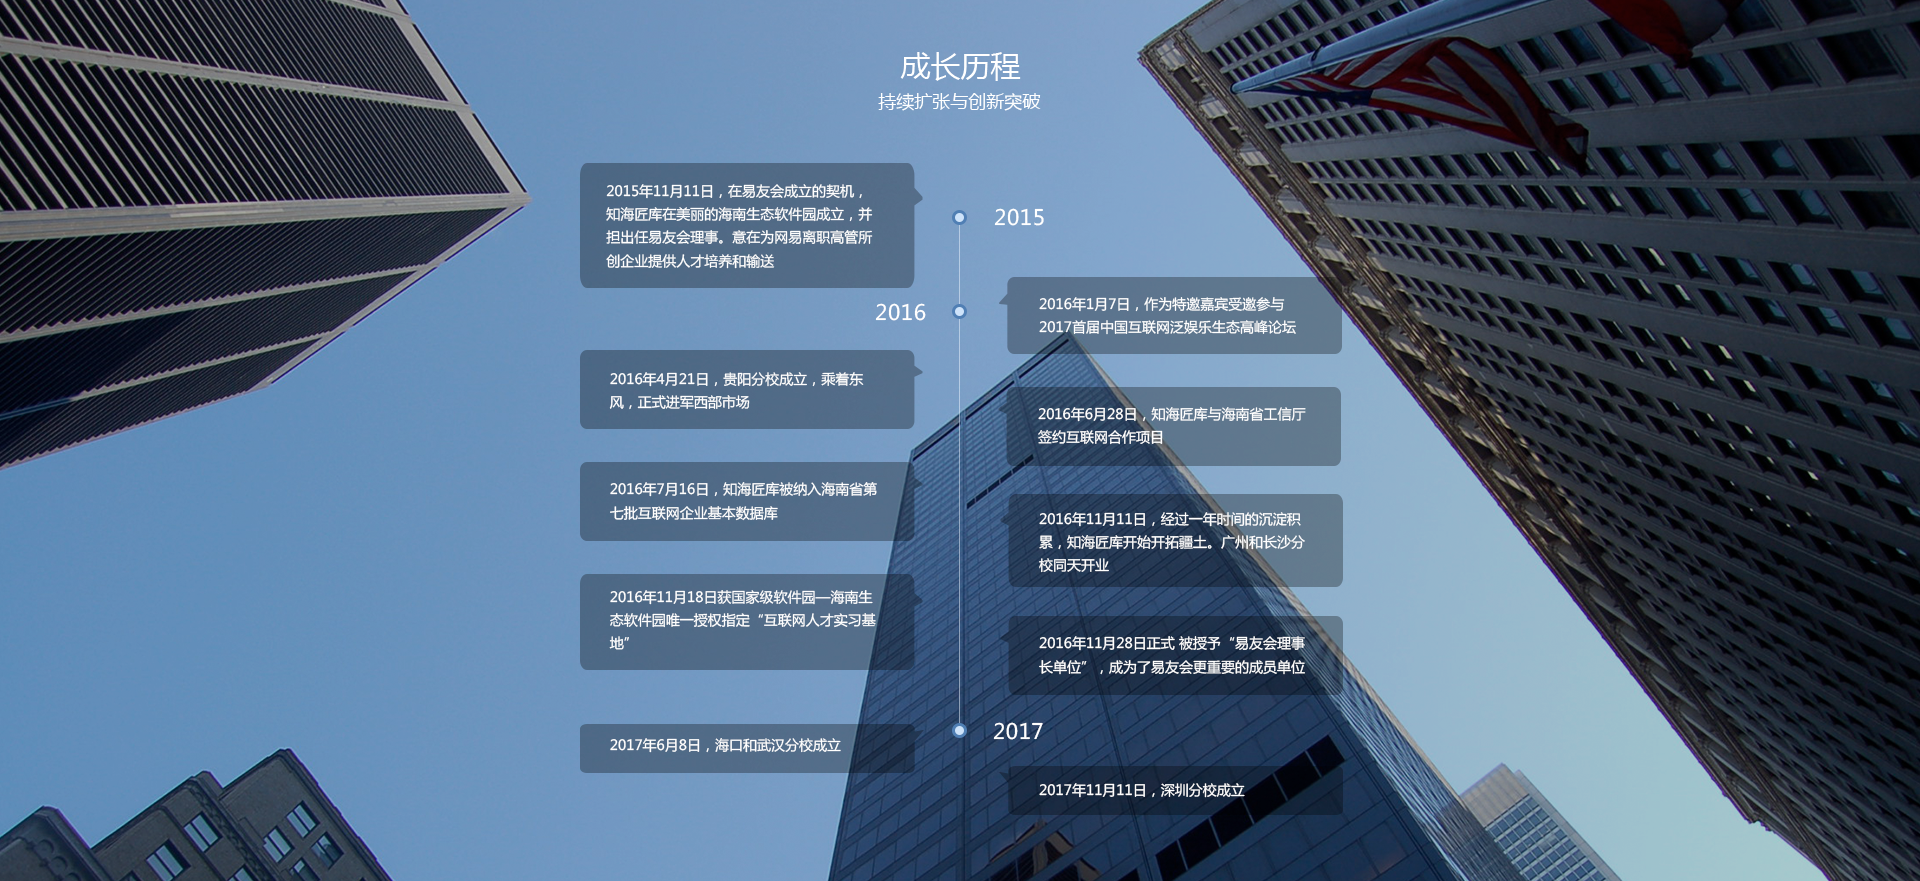 成长历程
持续扩张与创新突破
2015年11月11日，在易友会成立的契机，
知海匠库在美丽的海南生态软件园成立，并
担出任易友会理事。意在为网易离职高管所
创企业提供人才培养和输送
2015
2016
2016年1月7日，作为特邀嘉宾受邀参与
2017首届中国互联网泛娱乐生态高峰论坛
2016年4月21日，贵阳分校成立，乘着东
风，正式进军西部市场
2016年6月28日，知海匠库与海南省工信厅
签约互联网合作项目
2016年7月16日，知海匠库被纳入海南省第
七批互联网企业基本数据库
2016年11月11日，经过一年时间的沉淀积
累，知海匠库开始开拓疆土。广州和长沙分
校同天开业
2016年11月18日获国家级软件园—海南生
态软件园唯一授权指定“互联网人才实习基
地”
2016年11月28日正式 被授予“易友会理事
长单位”，成为了易友会更重要的成员单位
2017
2017年6月8日，海口和武汉分校成立
2017年11月11日，深圳分校成立